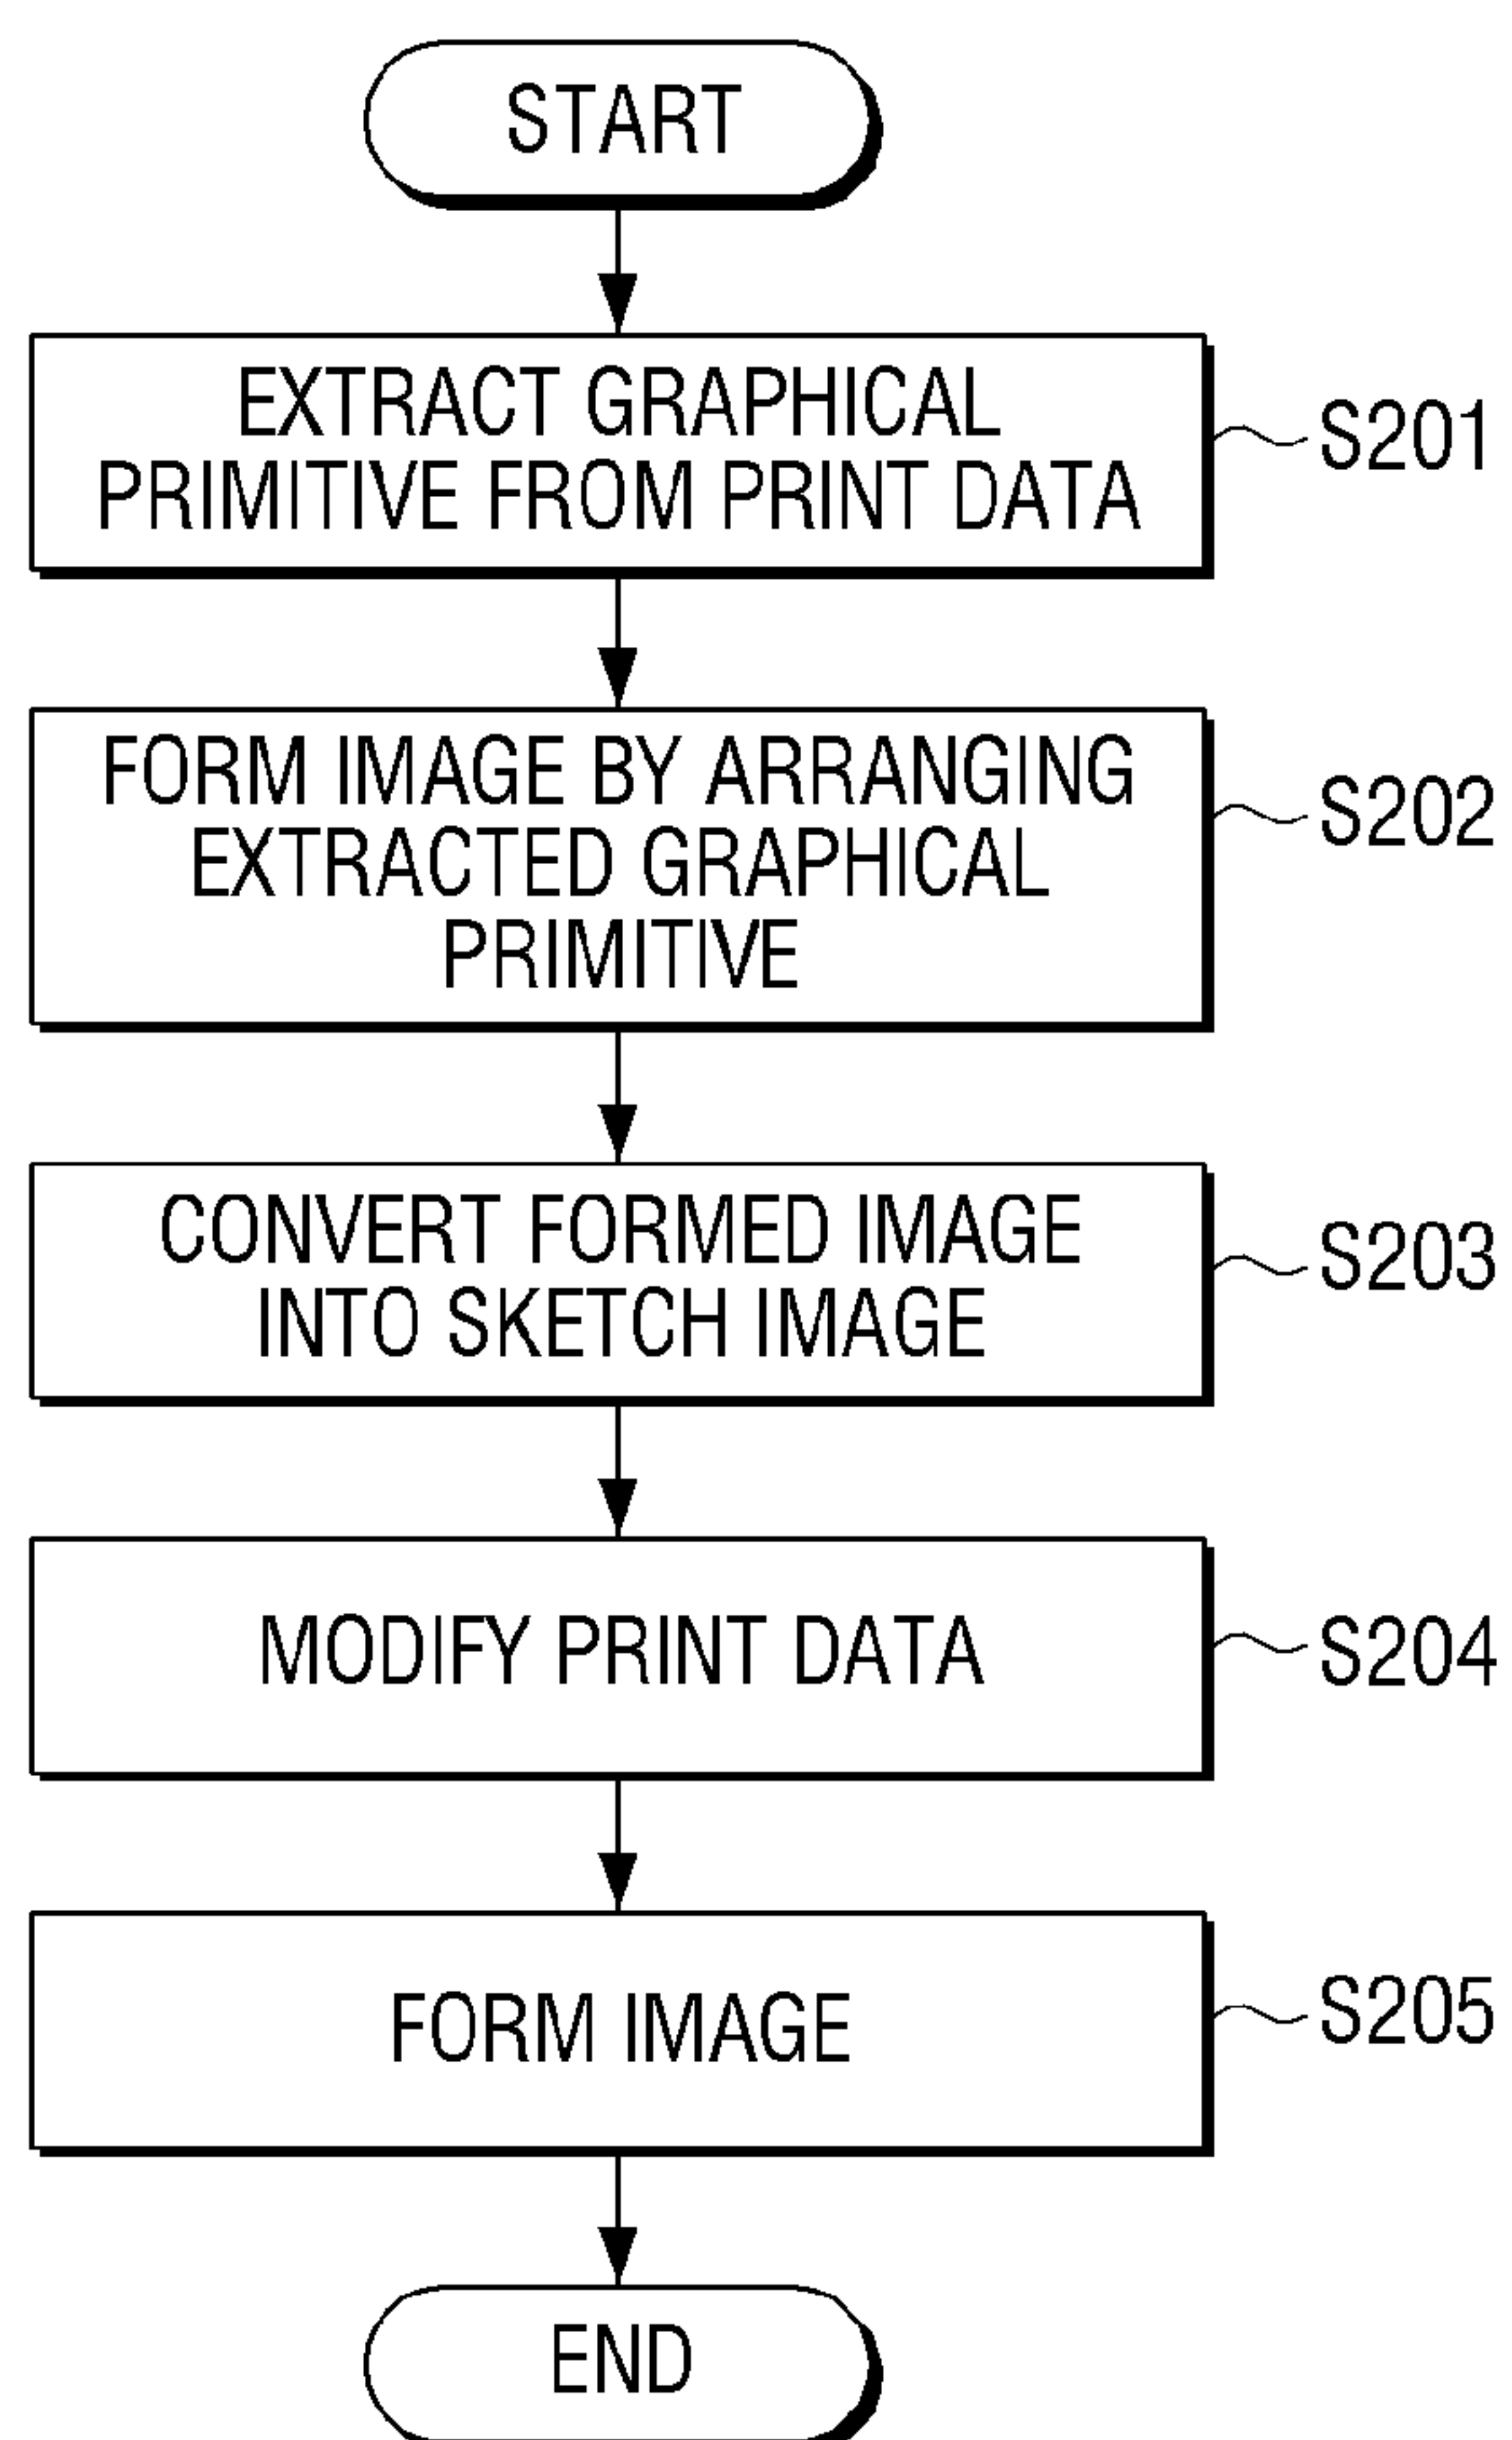 START
EXTRACT GRAPHICAL
PRIMITIVE FROM PRINT DATA
S201
FORM IMAGE BY ARRANGING
EXTRACTED GRAPHICAL
PRIMITIVE
S202
CONVERT FORMED IMAGE
INTO SKETCH IMAGE
S203
MODIFY PRINT DATA
S204
FORM IMAGE
S205
END